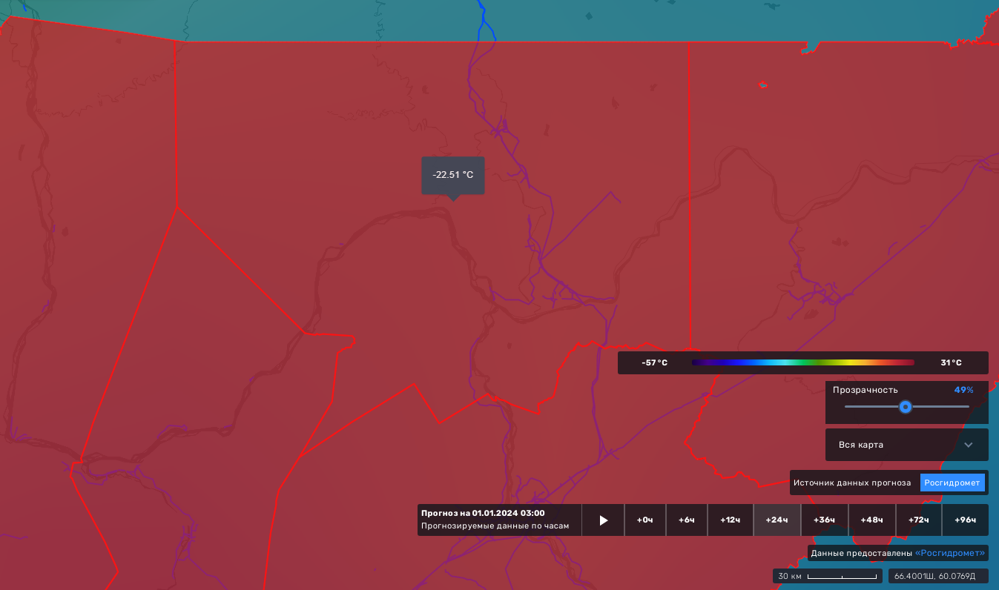 -22.51 °C
-57 °C
31 °C
Прозрачность 49%
Вся карта
Источник данных прогноза Росгидромет
Прогноз на 01.01.2024 03:00
Прогнозируемые данные по часам
+0ч +6ч +12ч +24ч +36ч +48ч +72ч +96ч
Данные предоставлены «Росгидромет»
30 км
66.4001Ш, 60.0769Д